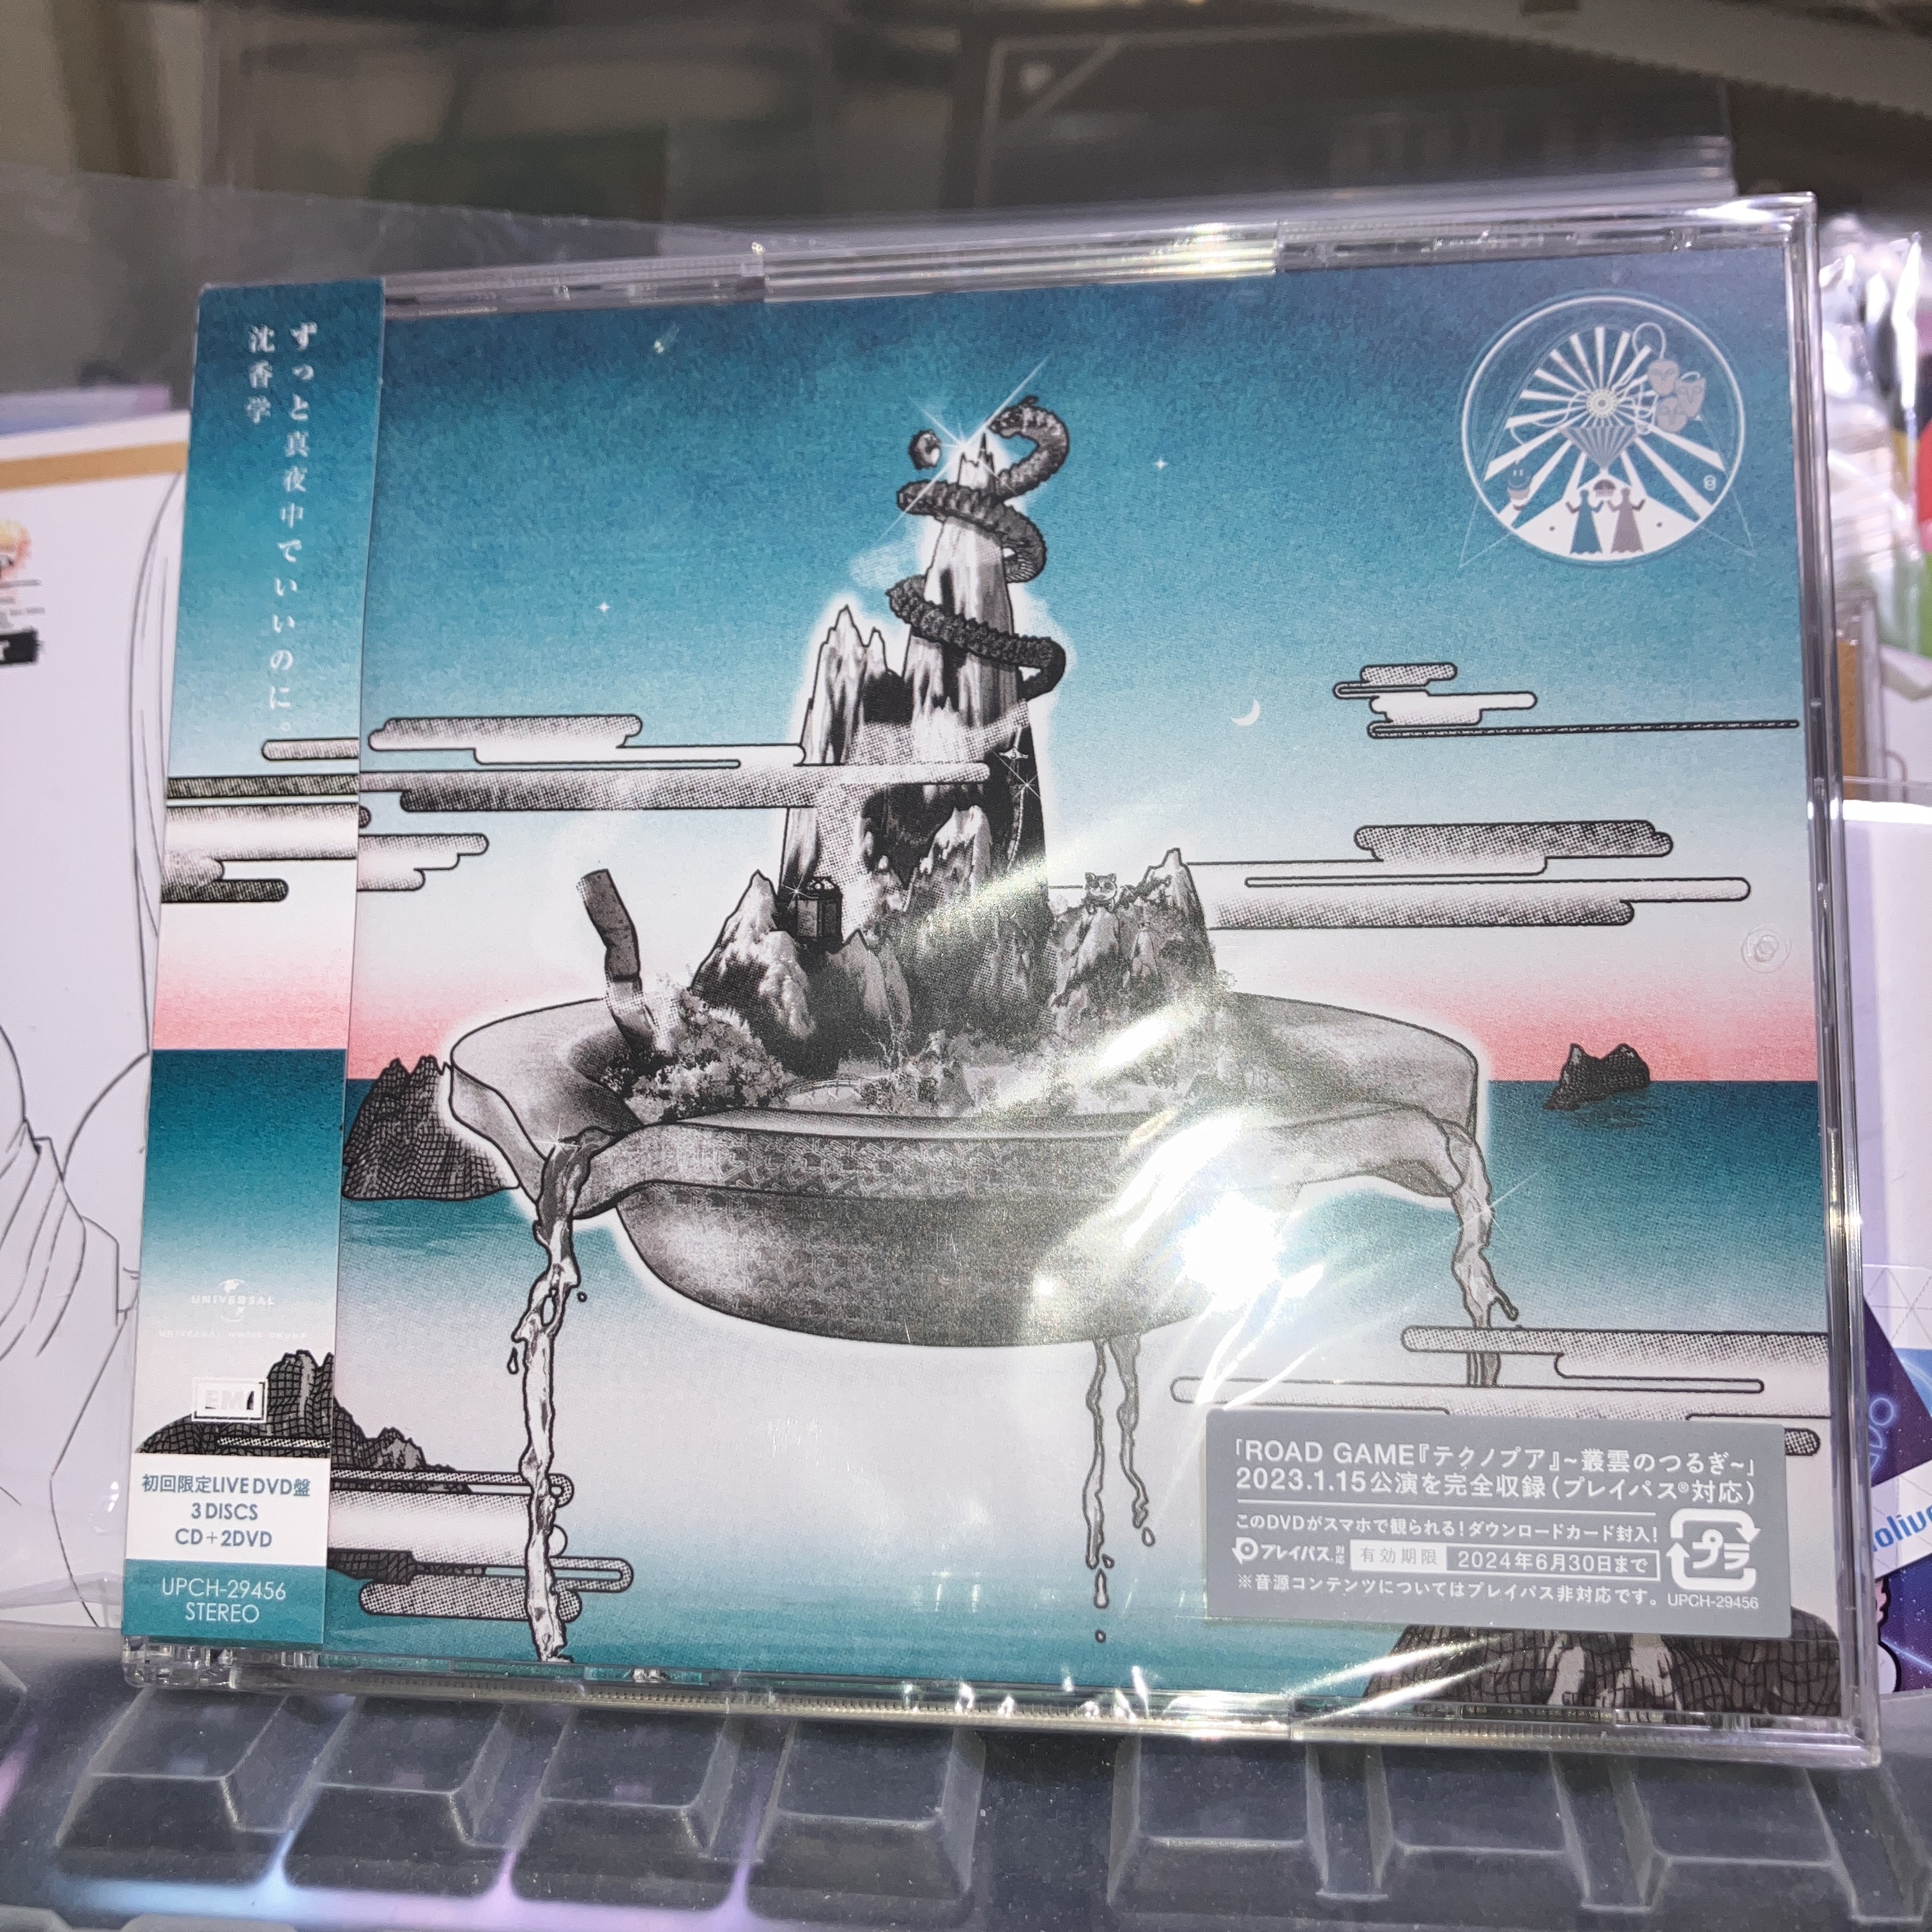 ずっと真夜中でいいのに。
沈香学
UNIVERSAL
UNIVERSAL MUSIC GROUP
EMI
初回限定LIVE DVD盤
3 DISCS
CD+2DVD
UPCH-29456
STEREO
「ROAD GAME『テクノプア』~叢雲のつるぎ~」
2023.1.15公演を完全収録(プレイパス®対応)
このDVDがスマホで観られる!ダウンロードカード封入!
プレイパス®対応 有効期限 2024年6月30日まで
※音源コンテンツについてはプレイパス非対応です。
プラ
UPCH-29456